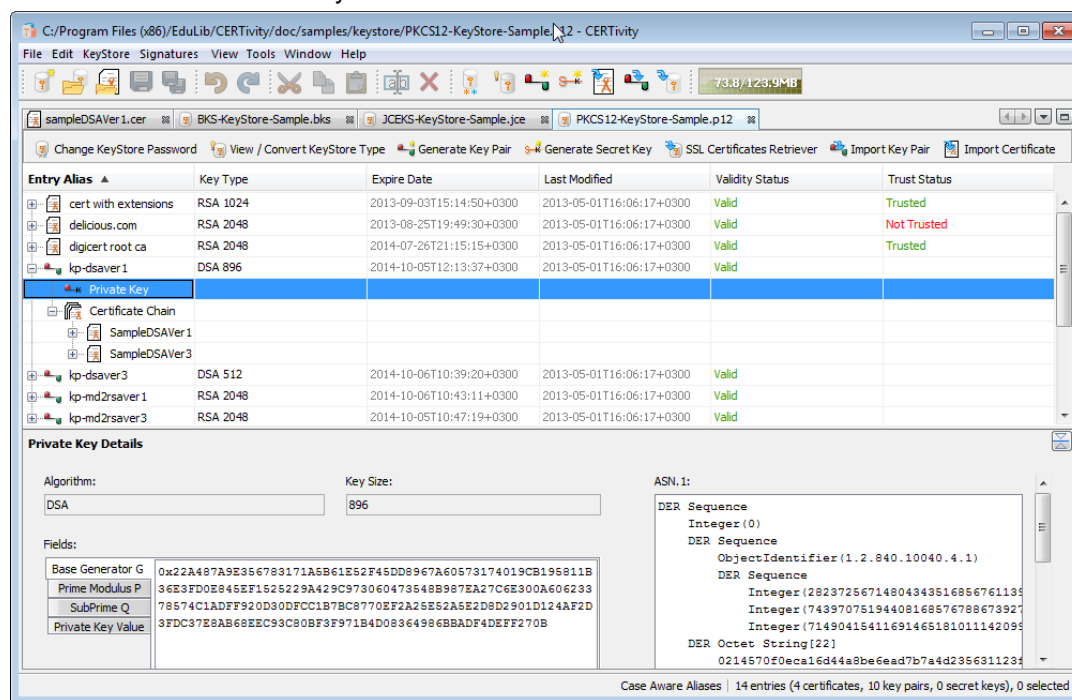 C:/Program Files (x86)/EduLib/CERTivity/doc/samples/keystore/PKCS12-KeyStore-Sample.p12 - CERTivity
File Edit KeyStore Signatures View Tools Window Help
73.8/123.9MB
sampleDSAVer1.cer BKS-KeyStore-Sample.bks JCEKS-KeyStore-Sample.jce PKCS12-KeyStore-Sample.p12
Change KeyStore Password View / Convert KeyStore Type Generate Key Pair Generate Secret Key SSL Certificates Retriever Import Key Pair Import Certificate
Entry Alias Key Type Expire Date Last Modified Validity Status Trust Status
cert with extensions RSA 1024 2013-09-03T15:14:50+0300 2013-05-01T16:06:17+0300 Valid Trusted
delicious.com RSA 2048 2013-08-25T19:49:30+0300 2013-05-01T16:06:17+0300 Valid Not Trusted
digicert root ca RSA 2048 2014-07-26T21:15:15+0300 2013-05-01T16:06:17+0300 Valid Trusted
kp-dsaver1 DSA 896 2014-10-05T12:13:37+0300 2013-05-01T16:06:17+0300 Valid
Private Key
Certificate Chain
SampleDSAVer1
SampleDSAVer3
kp-dsaver3 DSA 512 2014-10-06T10:39:20+0300 2013-05-01T16:06:17+0300 Valid
kp-md2rsaver1 RSA 2048 2014-10-06T10:43:11+0300 2013-05-01T16:06:17+0300 Valid
kp-md2rsaver3 RSA 2048 2014-10-05T10:47:19+0300 2013-05-01T16:06:17+0300 Valid
Private Key Details
Algorithm: Key Size: ASN.1:
DSA 896
Fields:
Base Generator G
Prime Modulus P
SubPrime Q
Private Key Value
0x22A487A9E356783171A5B61E52F45DD8967A60573174019CB195811B
36E3FD0E845EF1525229A429C973060473548B987EA27C6E300A606233
78574C1ADFF920D30DFCC1B7BC8770EF2A25E52A5E2D8D2901D124AF2D
3FDC37E8AB68EEC93C80BF3F971B4D08364986BBADF4DEFF270B
DER Sequence
Integer(0)
DER Sequence
ObjectIdentifier(1.2.840.10040.4.1)
DER Sequence
Integer(28237256714804343516856761139
Integer(74397075194408168576788673927
Integer(71490415411691465181011142099
DER Octet String[22]
0214570f0eca16d44a8be6ead7b7a4d235631123f
Case Aware Aliases 14 entries (4 certificates, 10 key pairs, 0 secret keys), 0 selected